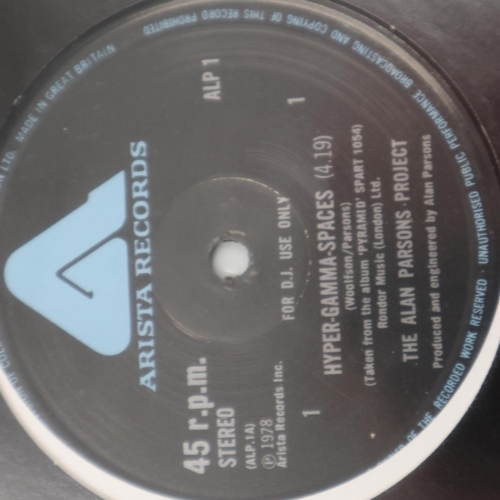 ARISTA RECORDS
45 r.p.m.
STEREO
(ALP.1A)
Ⓟ 1978
Arista Records Inc.
ALP 1
1
1
FOR D.J. USE ONLY
HYPER-GAMMA-SPACES (4.19)
(Woolfson/Parsons)
(Taken from the album 'PYRAMID' SPART 1054)
Rondor Music (London) Ltd.
THE ALAN PARSONS PROJECT
Produced and engineered by Alan Parsons
LTD. MADE IN GREAT BRITAIN
OF THE RECORDED WORK RESERVED · UNAUTHORISED PUBLIC PERFORMANCE BROADCASTING AND COPYING OF THIS RECORD PROHIBITED